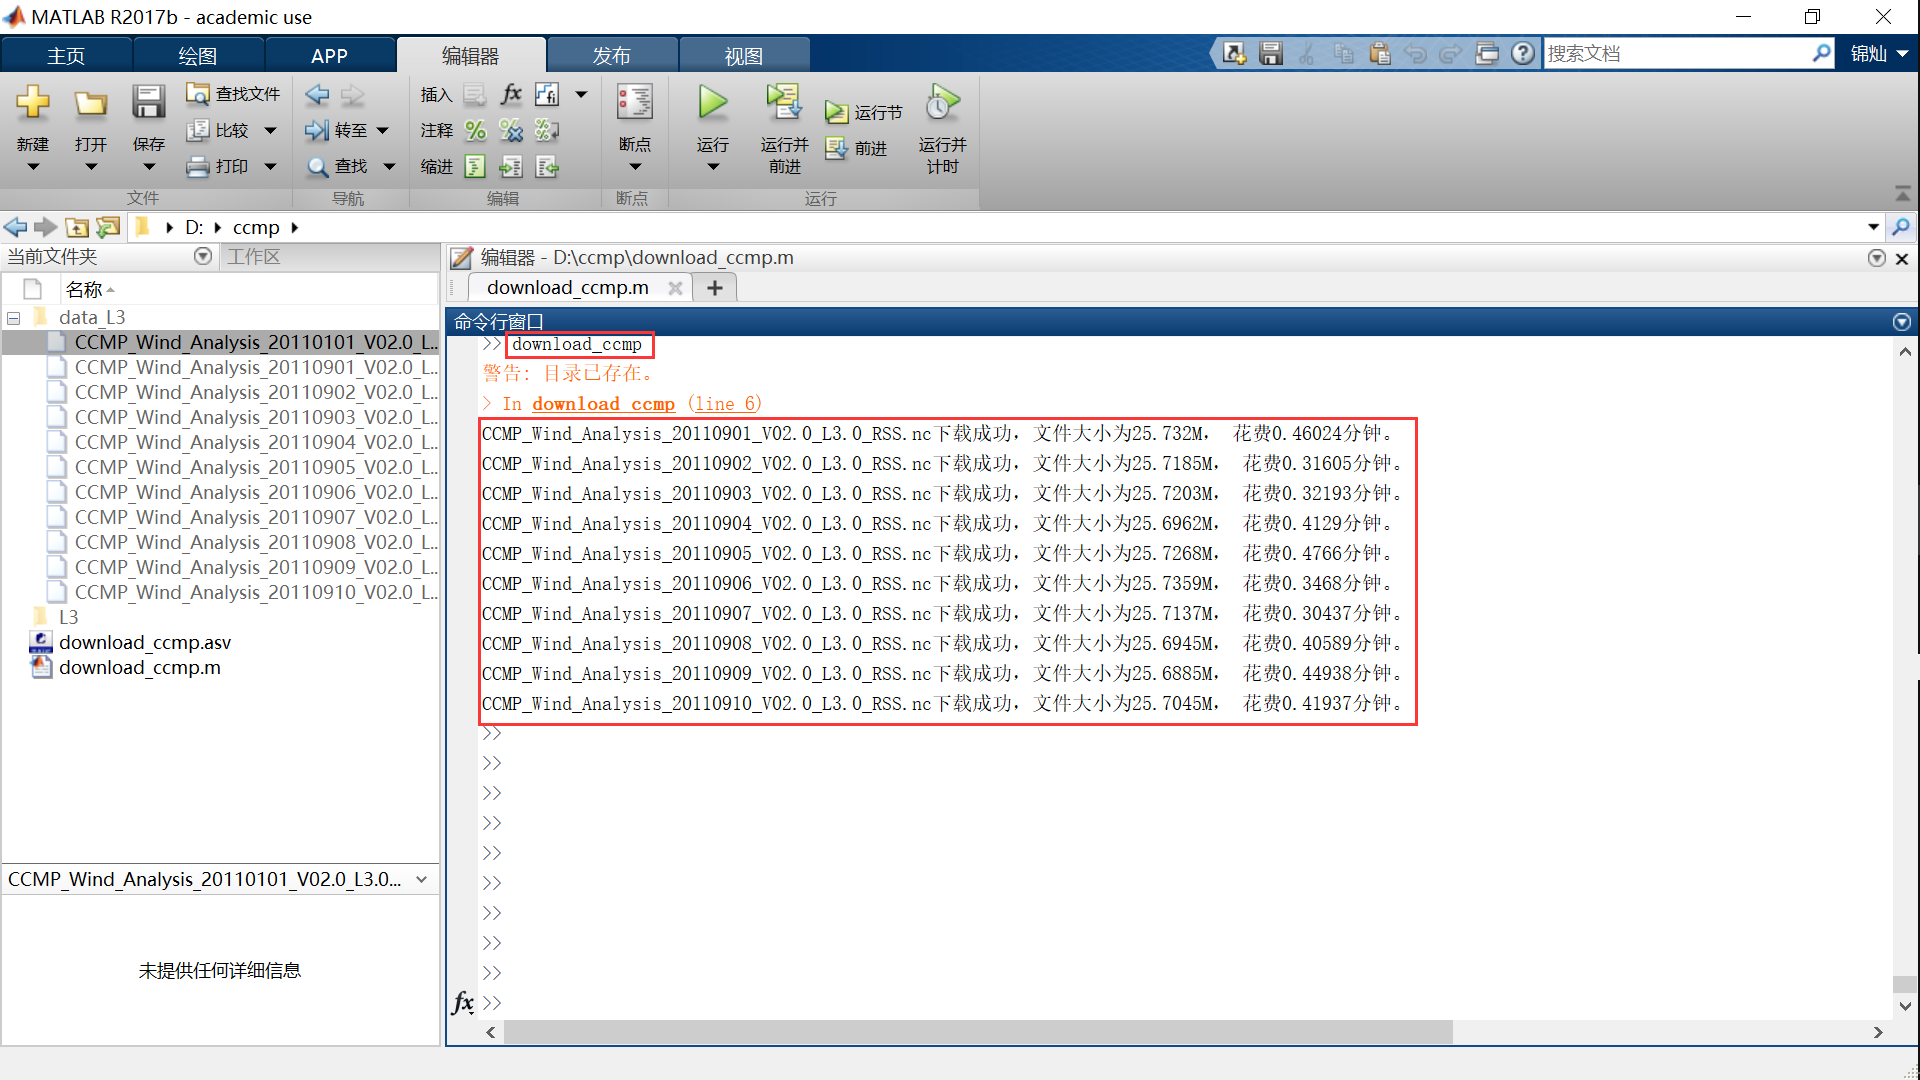 MATLAB R2017b - academic use
主页 绘图 APP 编辑器 发布 视图 搜索文档 锦灿
新建 打开 保存 查找文件 比较 打印
转至 查找
插入 fx fi
注释
缩进
断点 运行 运行并前进 运行节 前进 运行并计时
文件 导航 编辑 断点 运行
D: ccmp
当前文件夹 工作区
名称
data_L3
CCMP_Wind_Analysis_20110101_V02.0_L...
CCMP_Wind_Analysis_20110901_V02.0_L...
CCMP_Wind_Analysis_20110902_V02.0_L...
CCMP_Wind_Analysis_20110903_V02.0_L...
CCMP_Wind_Analysis_20110904_V02.0_L...
CCMP_Wind_Analysis_20110905_V02.0_L...
CCMP_Wind_Analysis_20110906_V02.0_L...
CCMP_Wind_Analysis_20110907_V02.0_L...
CCMP_Wind_Analysis_20110908_V02.0_L...
CCMP_Wind_Analysis_20110909_V02.0_L...
CCMP_Wind_Analysis_20110910_V02.0_L...
L3
download_ccmp.asv
download_ccmp.m
CCMP_Wind_Analysis_20110101_V02.0_L3.0...
未提供任何详细信息
编辑器 - D:\ccmp\download_ccmp.m
download_ccmp.m
命令行窗口
>> download_ccmp
警告: 目录已存在。
> In download_ccmp (line 6)
CCMP_Wind_Analysis_20110901_V02.0_L3.0_RSS.nc下载成功，文件大小为25.732M， 花费0.46024分钟。
CCMP_Wind_Analysis_20110902_V02.0_L3.0_RSS.nc下载成功，文件大小为25.7185M， 花费0.31605分钟。
CCMP_Wind_Analysis_20110903_V02.0_L3.0_RSS.nc下载成功，文件大小为25.7203M， 花费0.32193分钟。
CCMP_Wind_Analysis_20110904_V02.0_L3.0_RSS.nc下载成功，文件大小为25.6962M， 花费0.4129分钟。
CCMP_Wind_Analysis_20110905_V02.0_L3.0_RSS.nc下载成功，文件大小为25.7268M， 花费0.4766分钟。
CCMP_Wind_Analysis_20110906_V02.0_L3.0_RSS.nc下载成功，文件大小为25.7359M， 花费0.3468分钟。
CCMP_Wind_Analysis_20110907_V02.0_L3.0_RSS.nc下载成功，文件大小为25.7137M， 花费0.30437分钟。
CCMP_Wind_Analysis_20110908_V02.0_L3.0_RSS.nc下载成功，文件大小为25.6945M， 花费0.40589分钟。
CCMP_Wind_Analysis_20110909_V02.0_L3.0_RSS.nc下载成功，文件大小为25.6885M， 花费0.44938分钟。
CCMP_Wind_Analysis_20110910_V02.0_L3.0_RSS.nc下载成功，文件大小为25.7045M， 花费0.41937分钟。
>>
>>
>>
>>
>>
>>
>>
>>
>>
fx >>